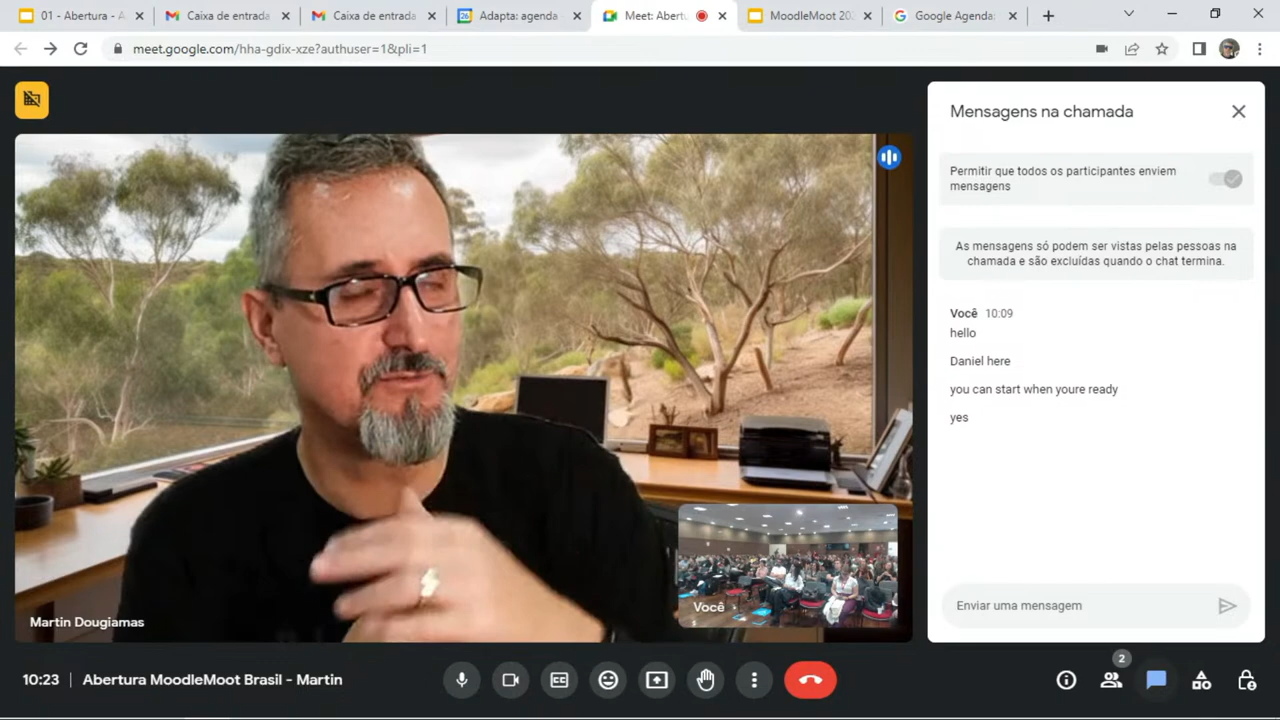 01 - Abertura - A
Caixa de entrada
Caixa de entrada
26
Adapta: agenda
Meet: Abertu
MoodleMoot 202
Google Agenda:
meet.google.com/hha-gdix-xze?authuser=1&pli=1
Mensagens na chamada
Permitir que todos os participantes enviem
mensagens
As mensagens só podem ser vistas pelas pessoas na
chamada e são excluídas quando o chat termina.
Você 10:09
hello
Daniel here
you can start when youre ready
yes
Enviar uma mensagem
Você
Martin Dougiamas
10:23 | Abertura MoodleMoot Brasil - Martin
2